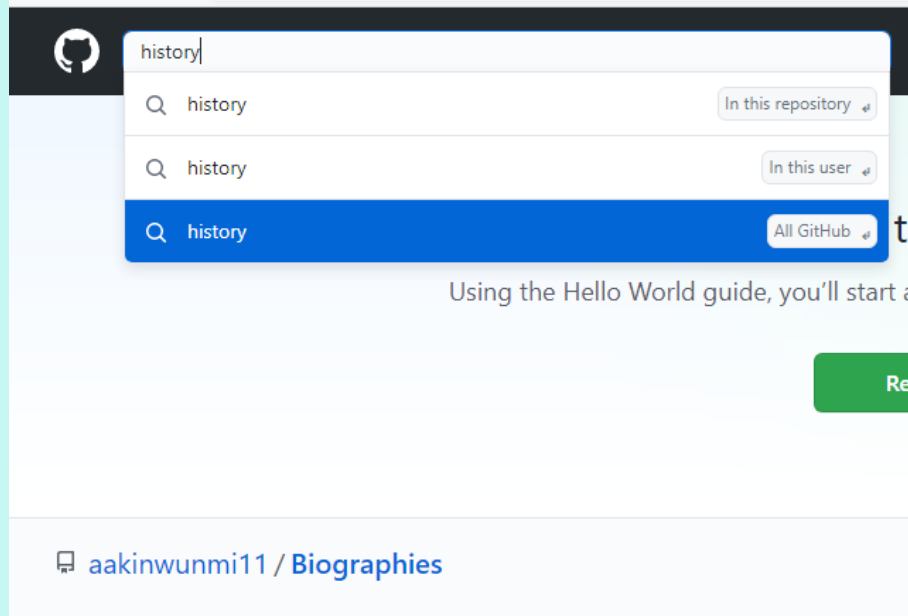 history
history In this repository
history In this user
history All GitHub
t
Using the Hello World guide, you’ll start a
Re
aakinwunmi11 / Biographies